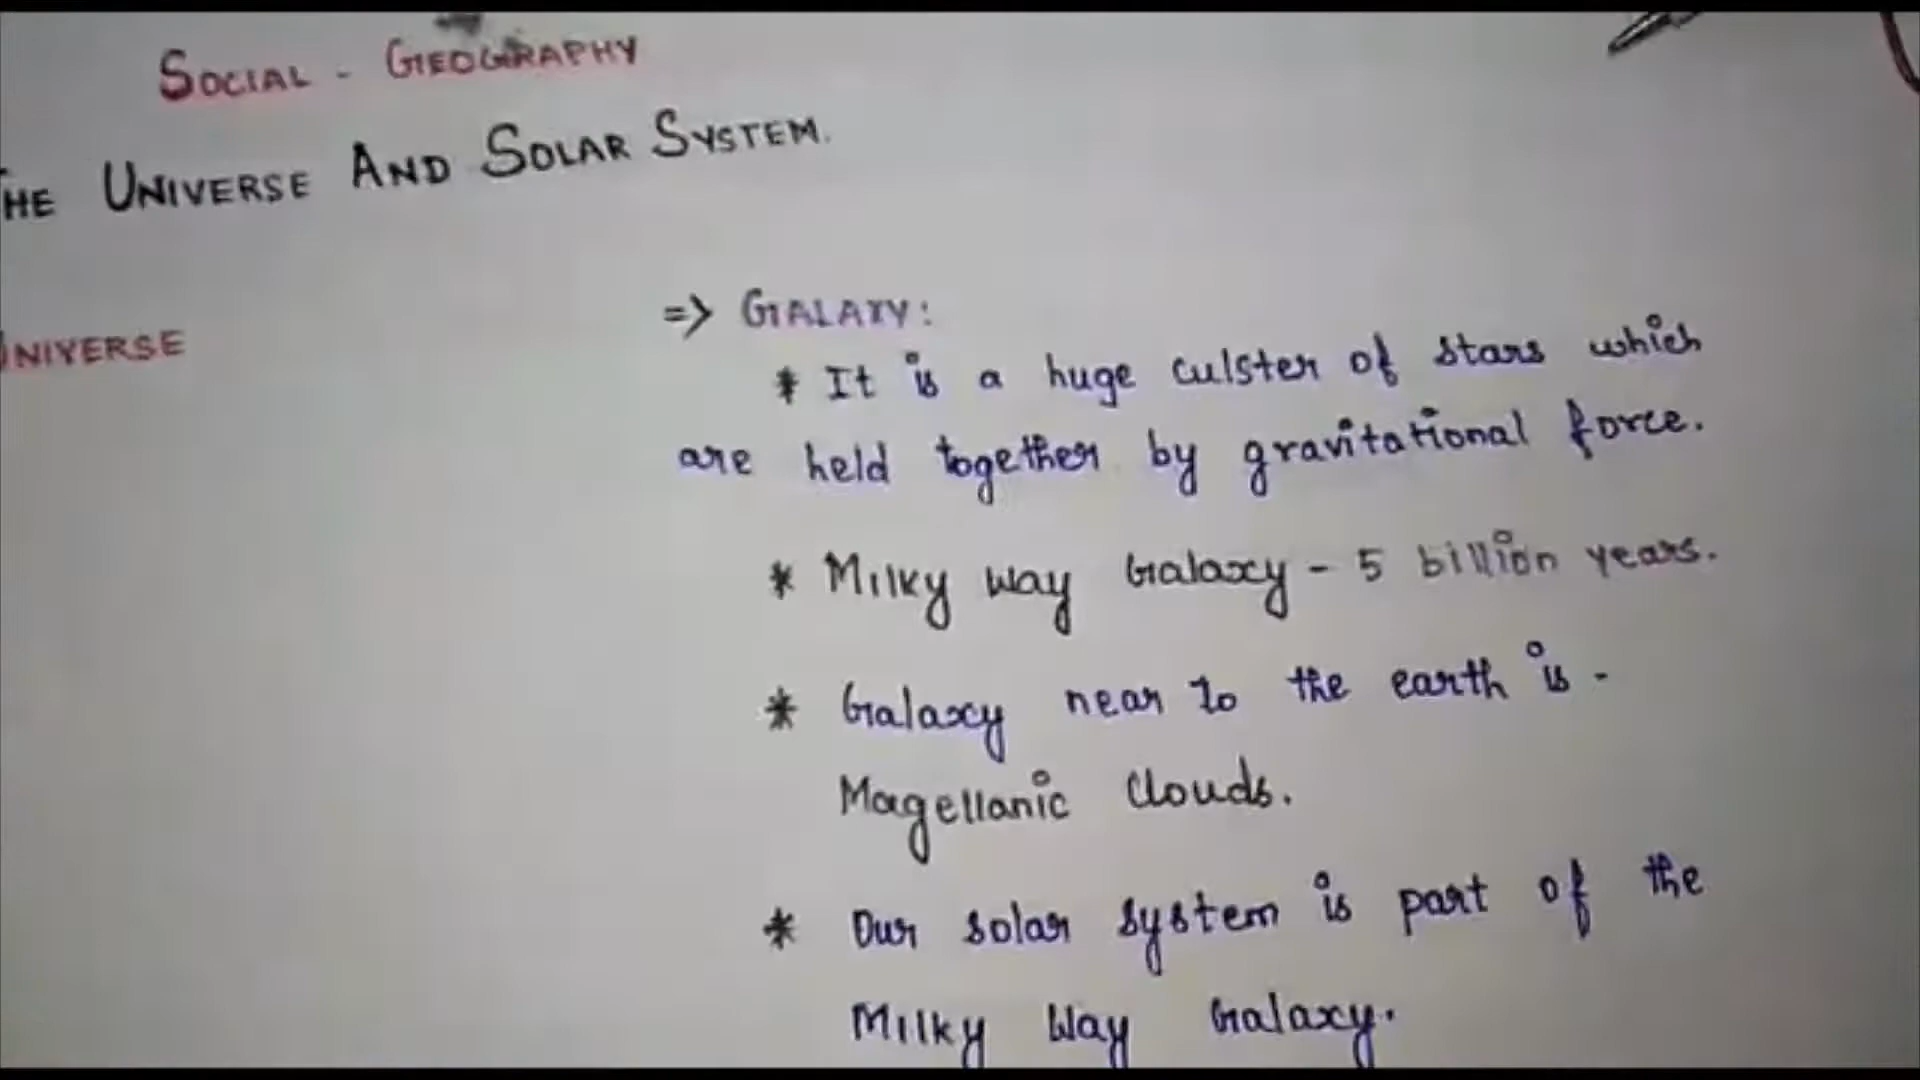 SOCIAL - GEOGRAPHY
THE UNIVERSE AND SOLAR SYSTEM.
UNIVERSE
=> GALAXY:
* It is a huge culster of stars which
are held together by gravitational force.
* Milky way Galaxy - 5 billion years.
* Galaxy near to the earth is -
Magellanic Clouds.
* Our solar system is part of the
Milky Way Galaxy.